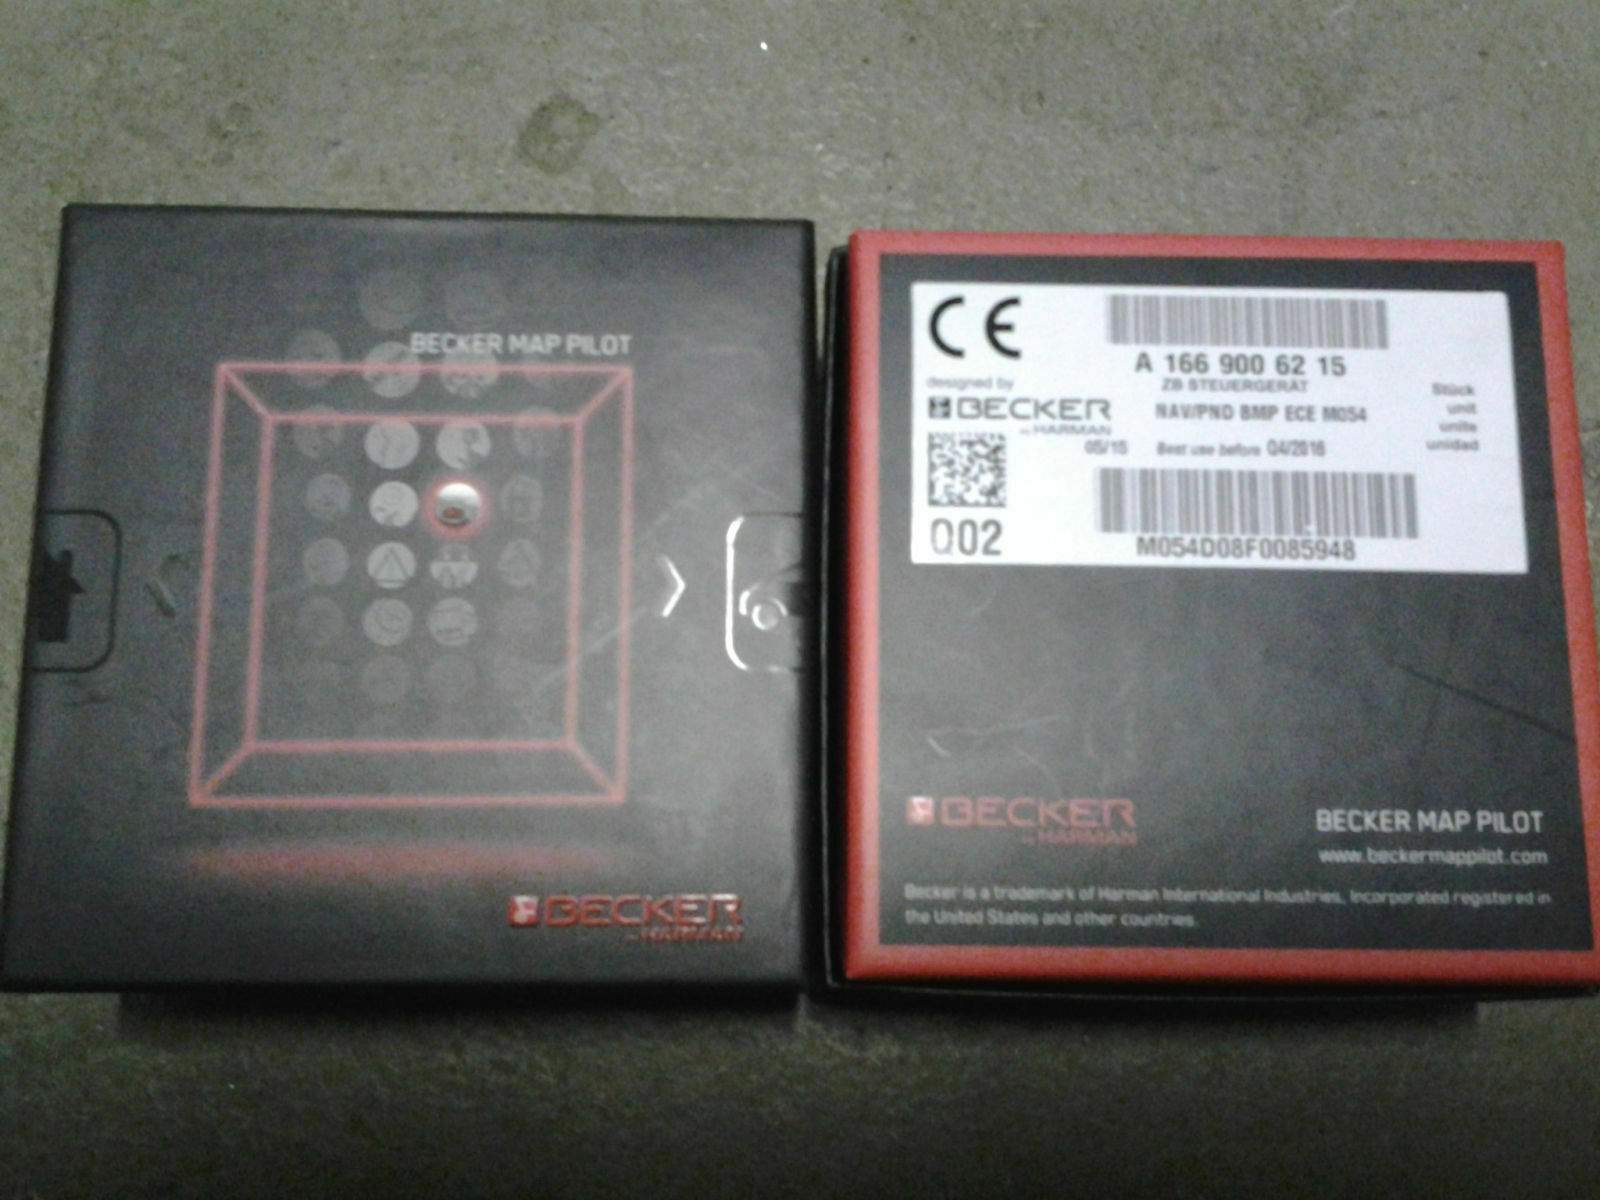 BECKER MAP PILOT
BECKER
by HARMAN
CE
A 166 900 62 15
designed by
ZB STEUERGERÄT
Stück
BECKER
NAV/PND BMP ECE M054
unit
by HARMAN
unite
05/15 Best use before Q4/2016
unidad
Q02
M054D08F0085948
BECKER
by HARMAN
BECKER MAP PILOT
www.beckermappilot.com
Becker is a trademark of Harman International Industries, Incorporated registered in
the United States and other countries.